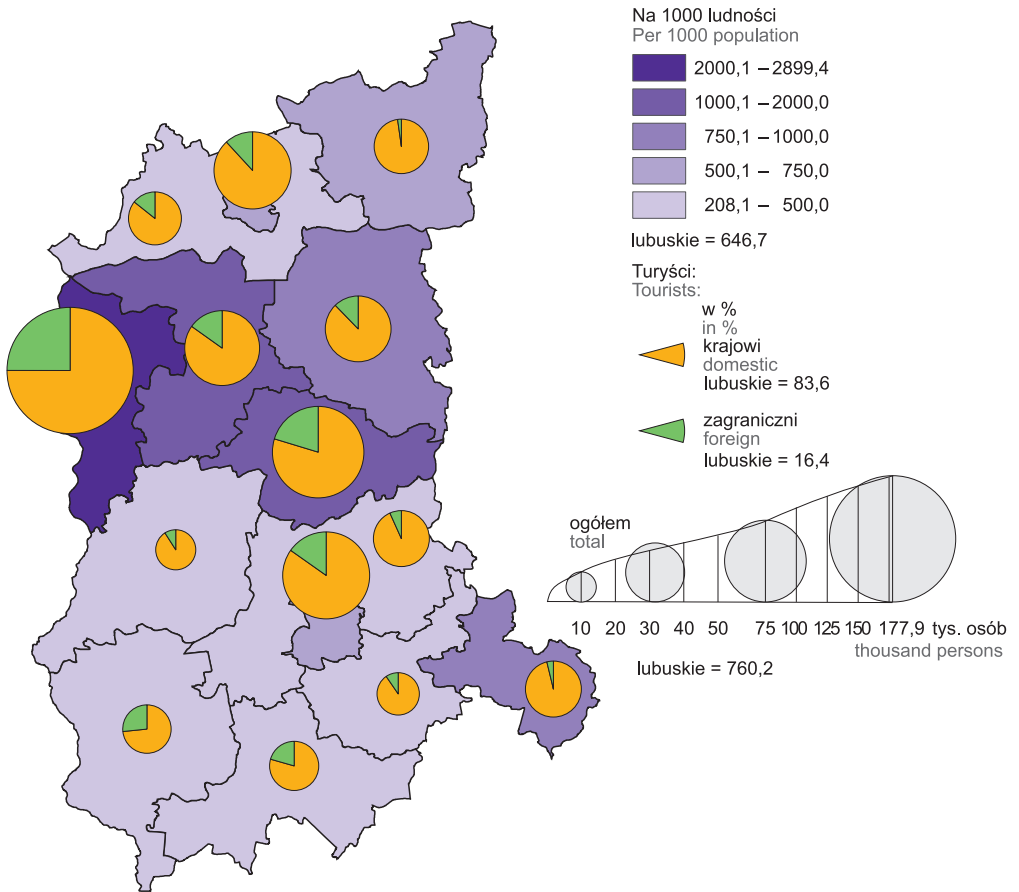 Na 1000 ludności
Per 1000 population
2000,1 – 2899,4
1000,1 – 2000,0
750,1 – 1000,0
500,1 – 750,0
208,1 – 500,0
lubuskie = 646,7
Turyści:
Tourists:
w %
in %
krajowi
domestic
lubuskie = 83,6
zagraniczni
foreign
lubuskie = 16,4
ogółem
total
10 20 30 40 50 75 100 125 150 177,9 tys. osób
thousand persons
lubuskie = 760,2